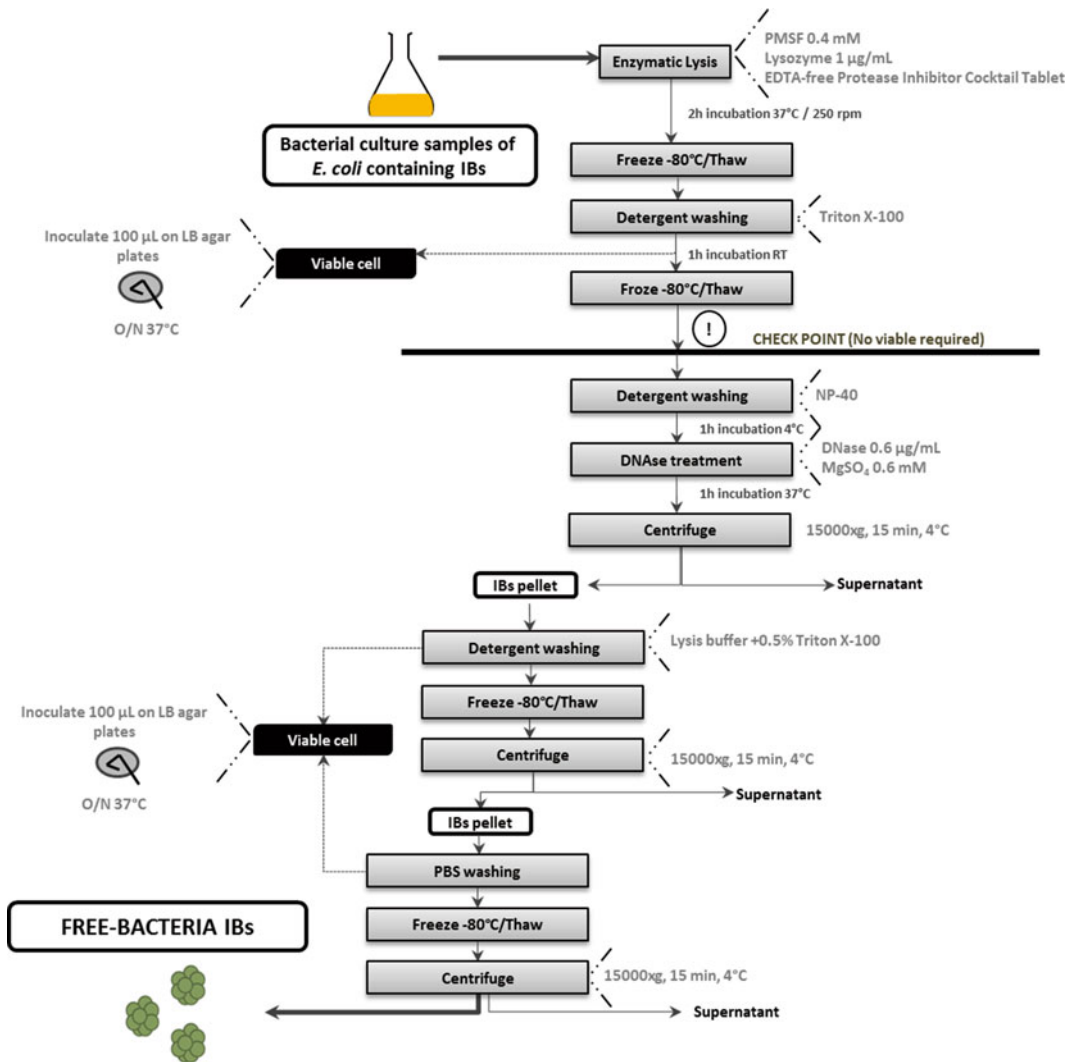 PMSF 0.4 mM
Lysozyme 1 µg/mL
EDTA-free Protease Inhibitor Cocktail Tablet
Enzymatic Lysis
2h incubation 37°C / 250 rpm
Bacterial culture samples of
E. coli containing IBs
Freeze -80°C/Thaw
Detergent washing
Triton X-100
Inoculate 100 µL on LB agar
plates
O/N 37°C
Viable cell
1h incubation RT
Froze -80°C/Thaw
!
CHECK POINT (No viable required)
Detergent washing
NP-40
1h incubation 4°C
DNAse treatment
DNase 0.6 µg/mL
MgSO₄ 0.6 mM
1h incubation 37°C
Centrifuge
15000xg, 15 min, 4°C
IBs pellet
Supernatant
Detergent washing
Lysis buffer +0.5% Triton X-100
Freeze -80°C/Thaw
Inoculate 100 µL on LB agar
plates
O/N 37°C
Viable cell
Centrifuge
15000xg, 15 min, 4°C
Supernatant
IBs pellet
PBS washing
FREE-BACTERIA IBs
Freeze -80°C/Thaw
Centrifuge
15000xg, 15 min, 4°C
Supernatant